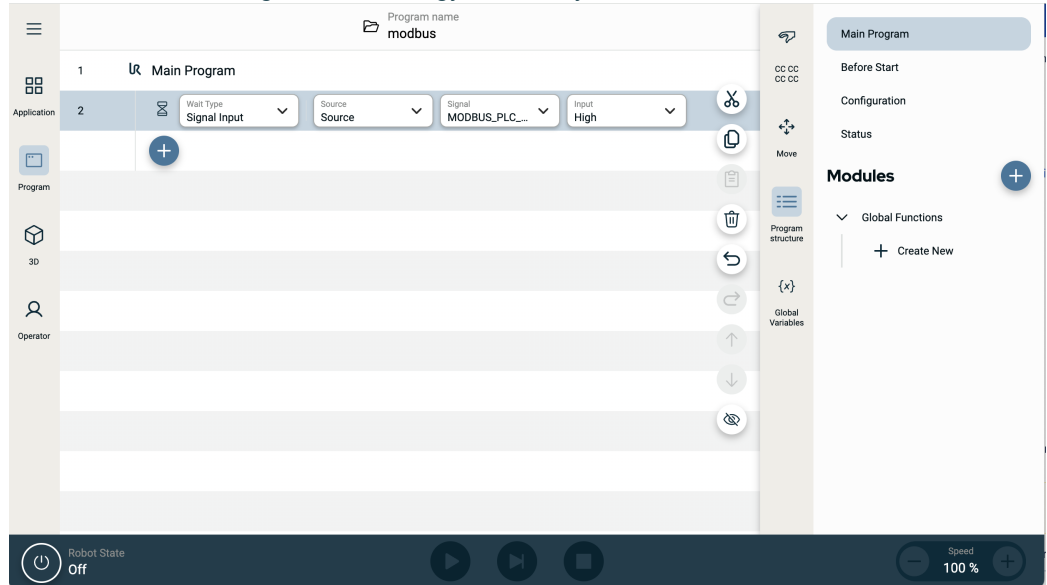 Program name
modbus
Application
Program
3D
Operator
1 Main Program
2
Wait Type
Signal Input
Source
Source
Signal
MODBUS_PLC_...
Input
High
CC CC
CC CC
Move
Program
structure
{x}
Global
Variables
Main Program
Before Start
Configuration
Status
Modules
Global Functions
Create New
Robot State
Off
Speed
100 %